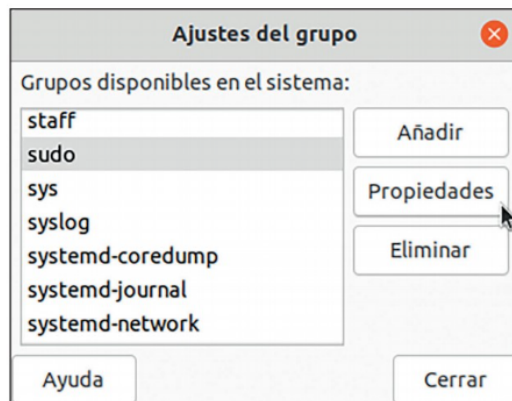 Ajustes del grupo
Grupos disponibles en el sistema:
staff
sudo
sys
syslog
systemd-coredump
systemd-journal
systemd-network
Añadir
Propiedades
Eliminar
Ayuda
Cerrar